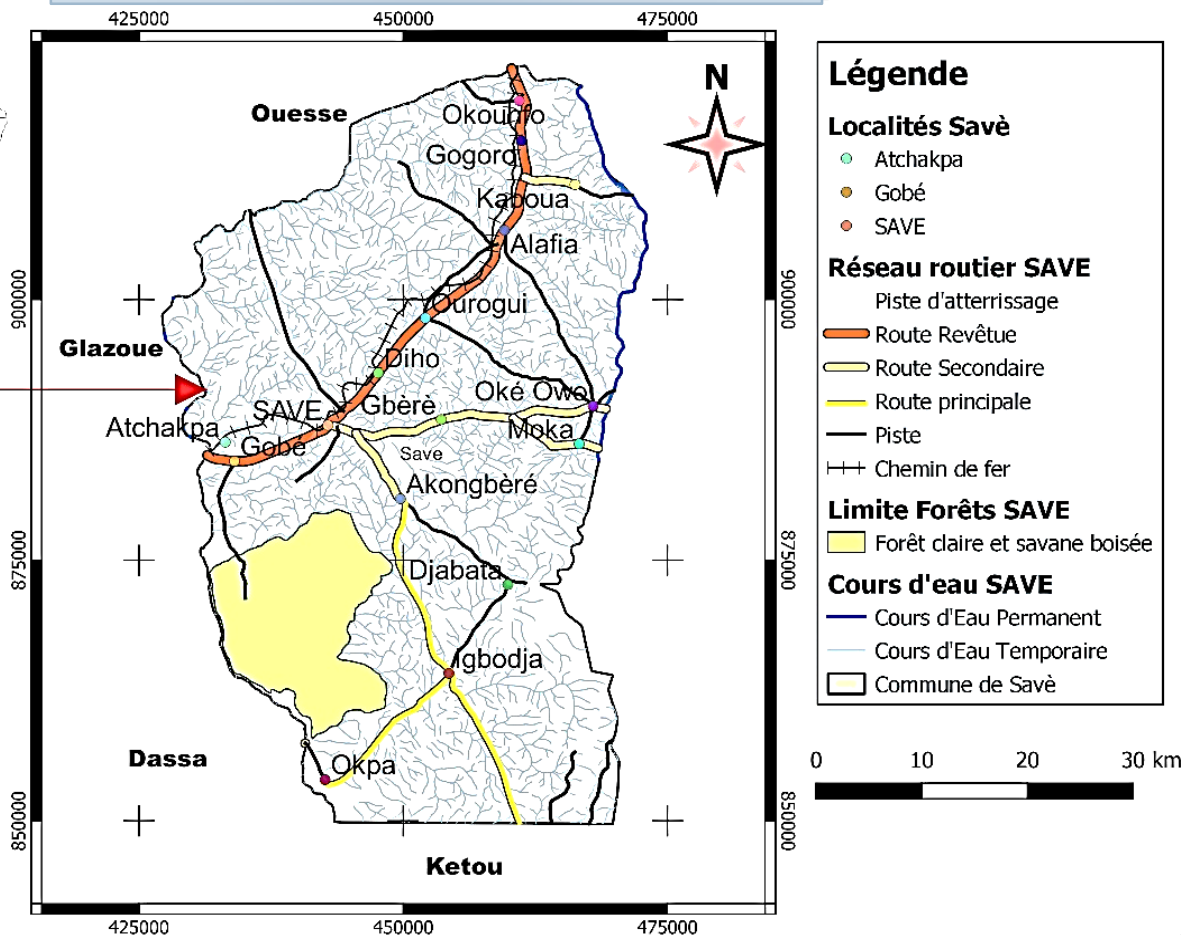 425000
450000
475000
N
Ouesse
Okounfo
Gogoro
Kaboua
Alafia
900000
900000
Ourogui
Glazoue
Diho
Oké Owo
SAVE
Gbèrè
Atchakpa
Moka
Gobé
Save
Akongbèré
875000
875000
Djabata
Igbodja
Dassa
Okpa
850000
850000
Ketou
425000
450000
475000
Légende
Localités Savè
Atchakpa
Gobé
SAVE
Réseau routier SAVE
Piste d'atterrissage
Route Revêtue
Route Secondaire
Route principale
Piste
Chemin de fer
Limite Forêts SAVE
Forêt claire et savane boisée
Cours d'eau SAVE
Cours d'Eau Permanent
Cours d'Eau Temporaire
Commune de Savè
0 10 20 30 km